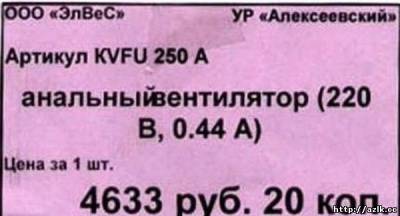 ООО «ЭлВеС» УР «Алексеевский»
Артикул KVFU 250 A
анальныйвентилятор (220
В, 0.44 А)
Цена за 1 шт.
4633 руб. 20 коп
http://azlk.cc